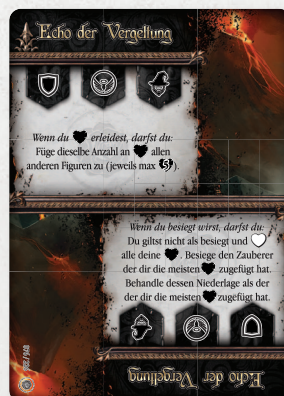 Echo der Vergeltung
Wenn du erleidest, darfst du:
Füge dieselbe Anzahl an allen
anderen Figuren zu (jeweils max 5).
Wenn du besiegt wirst, darfst du:
Du giltst nicht als besiegt und
alle deine . Besiege den Zauberer
der dir die meisten zugefügt hat.
Behandle dessen Niederlage als der
der dir die meisten zugefügt hat.
Echo der Vergeltung